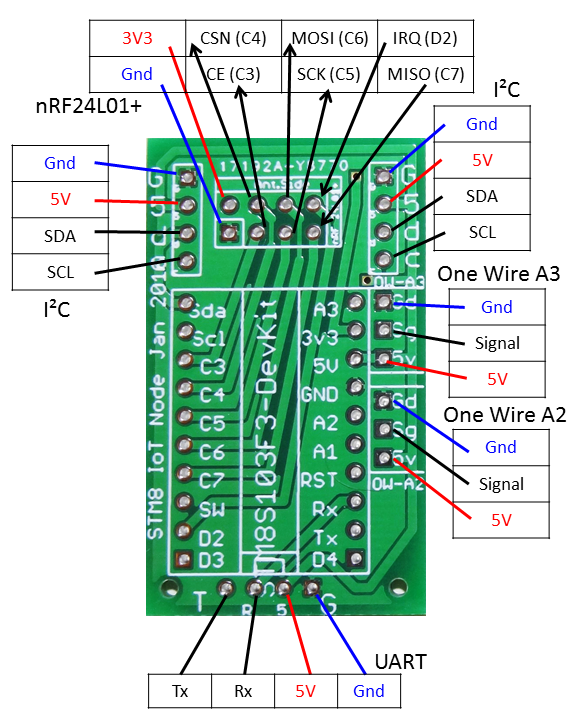 3V3 CSN (C4) MOSI (C6) IRQ (D2)
Gnd CE (C3) SCK (C5) MISO (C7)
nRF24L01+
I²C
Gnd
5V
SDA
SCL
I²C
Gnd
5V
SDA
SCL
G
5
d
C
OW-A3
One Wire A3
Gnd
Signal
5V
One Wire A2
Gnd
Signal
5V
Gd
Sg
5v
Gd
Sg
5v
OW-A2
STM8 IoT Node Jan 2018
STM8S103F3-DevKit
Sda
Scl
C3
C4
C5
C6
C7
SW
D2
D3
A3
3v3
5V
GND
A2
A1
RST
Rx
Tx
D4
T R 5 G
UART
Tx Rx 5V Gnd